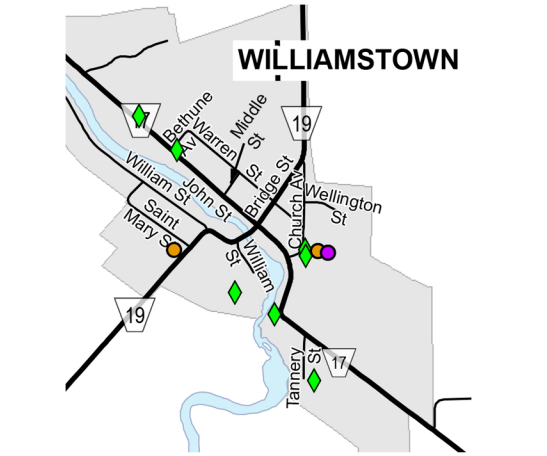 WILLIAMSTOWN
17
Bethune
Av
Warren
St
Middle
St
19
Bridge St
William St
John St
Church Av
Wellington
St
Saint
Mary St
William
St
19
Tannery
St
17